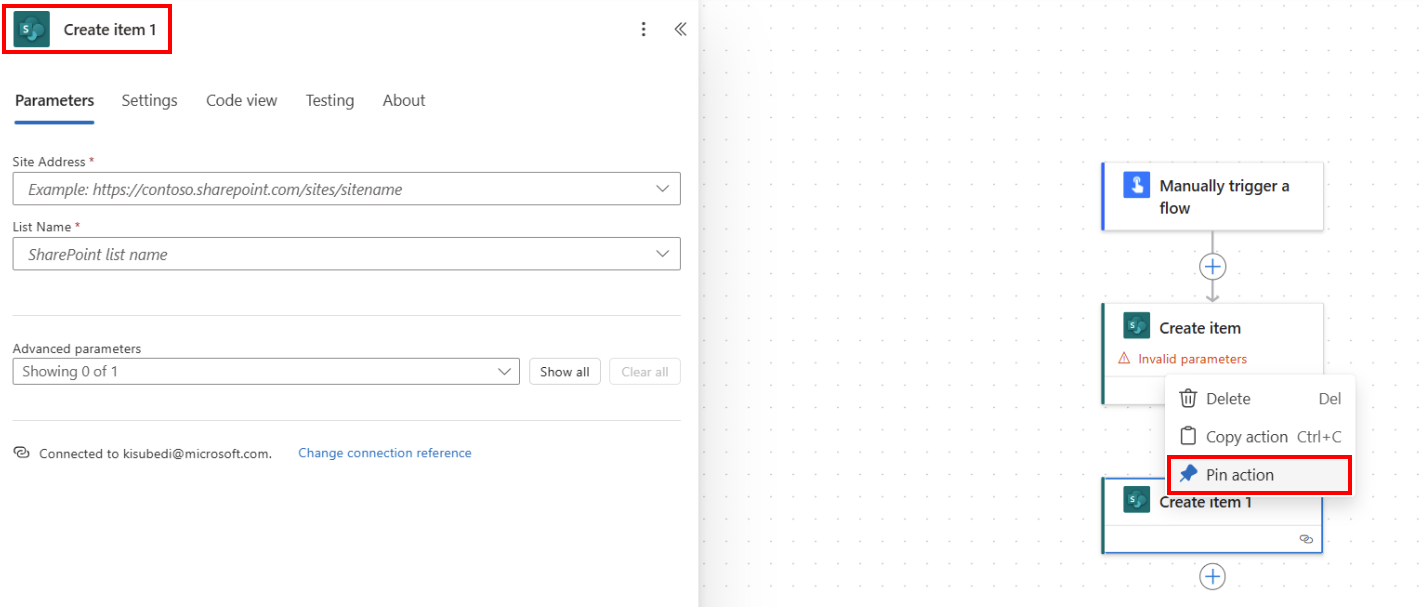 Create item 1
Parameters Settings Code view Testing About
Site Address *
Example: https://contoso.sharepoint.com/sites/sitename
List Name *
SharePoint list name
Advanced parameters
Showing 0 of 1
Show all
Clear all
Connected to kisubedi@microsoft.com. Change connection reference
Manually trigger a
flow
Create item
Invalid parameters
Delete Del
Copy action Ctrl+C
Pin action
Create item 1